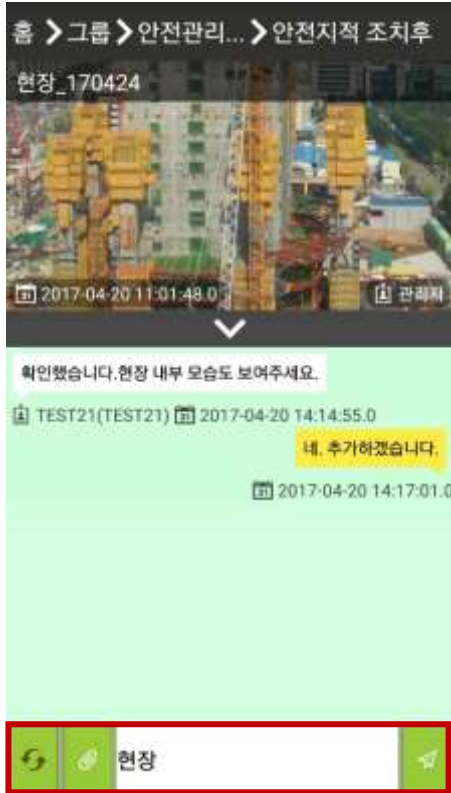 홈 > 그룹 > 안전관리... > 안전지적 조치후
현장_170424
2017-04-20 11:01:48.0 관리자
확인했습니다.현장 내부 모습도 보여주세요.
TEST21(TEST21) 2017-04-20 14:14:55.0
네, 추가하겠습니다.
2017-04-20 14:17:01.0
현장